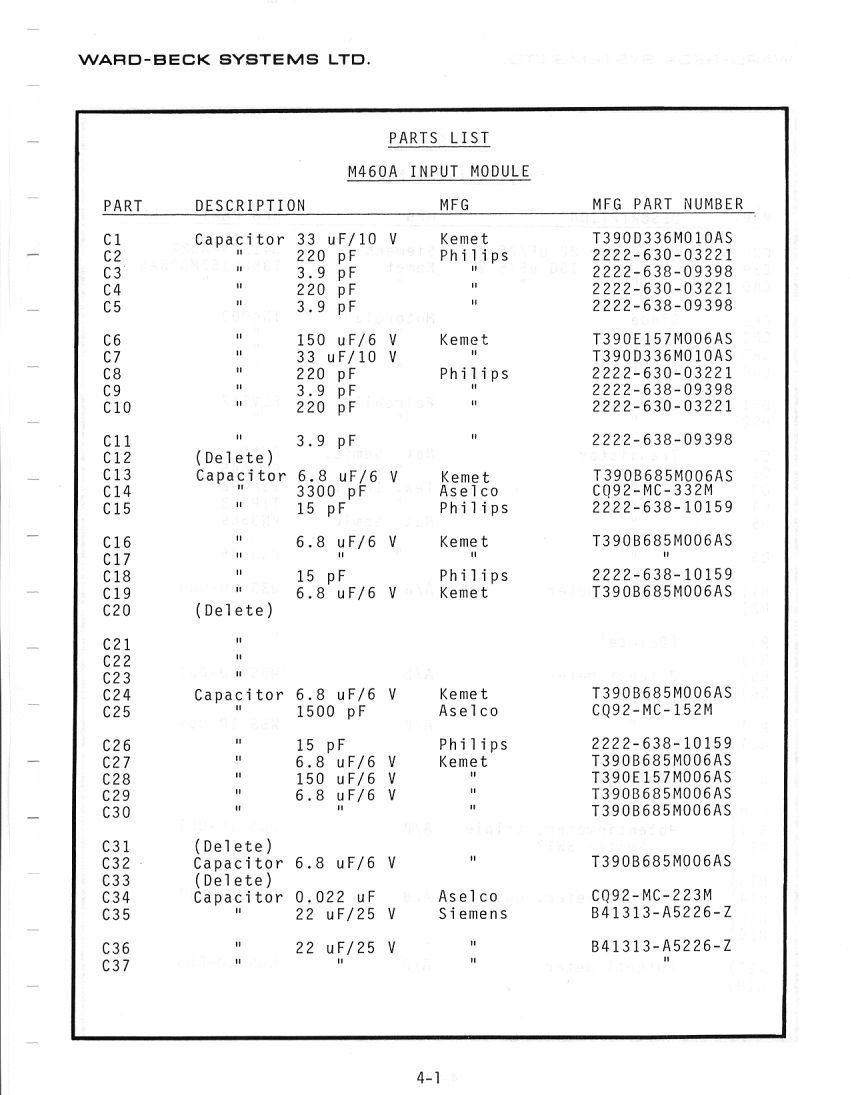 WARD-BECK SYSTEMS LTD.
PARTS LIST
M460A INPUT MODULE
PART DESCRIPTION MFG MFG PART NUMBER
C1 Capacitor 33 uF/10 V Kemet T390D336M010AS
C2 " 220 pF Philips 2222-630-03221
C3 " 3.9 pF " 2222-638-09398
C4 " 220 pF " 2222-630-03221
C5 " 3.9 pF " 2222-638-09398
C6 " 150 uF/6 V Kemet T390E157M006AS
C7 " 33 uF/10 V " T390D336M010AS
C8 " 220 pF Philips 2222-630-03221
C9 " 3.9 pF " 2222-638-09398
C10 " 220 pF " 2222-630-03221
C11 " 3.9 pF " 2222-638-09398
C12 (Delete)
C13 Capacitor 6.8 uF/6 V Kemet T390B685M006AS
C14 " 3300 pF Aselco CQ92-MC-332M
C15 " 15 pF Philips 2222-638-10159
C16 " 6.8 uF/6 V Kemet T390B685M006AS
C17 " " " "
C18 " 15 pF Philips 2222-638-10159
C19 " 6.8 uF/6 V Kemet T390B685M006AS
C20 (Delete)
C21 "
C22 "
C23 "
C24 Capacitor 6.8 uF/6 V Kemet T390B685M006AS
C25 " 1500 pF Aselco CQ92-MC-152M
C26 " 15 pF Philips 2222-638-10159
C27 " 6.8 uF/6 V Kemet T390B685M006AS
C28 " 150 uF/6 V " T390E157M006AS
C29 " 6.8 uF/6 V " T390B685M006AS
C30 " " " T390B685M006AS
C31 (Delete)
C32 Capacitor 6.8 uF/6 V " T390B685M006AS
C33 (Delete)
C34 Capacitor 0.022 uF Aselco CQ92-MC-223M
C35 " 22 uF/25 V Siemens B41313-A5226-Z
C36 " 22 uF/25 V " B41313-A5226-Z
C37 " " " "
4-1